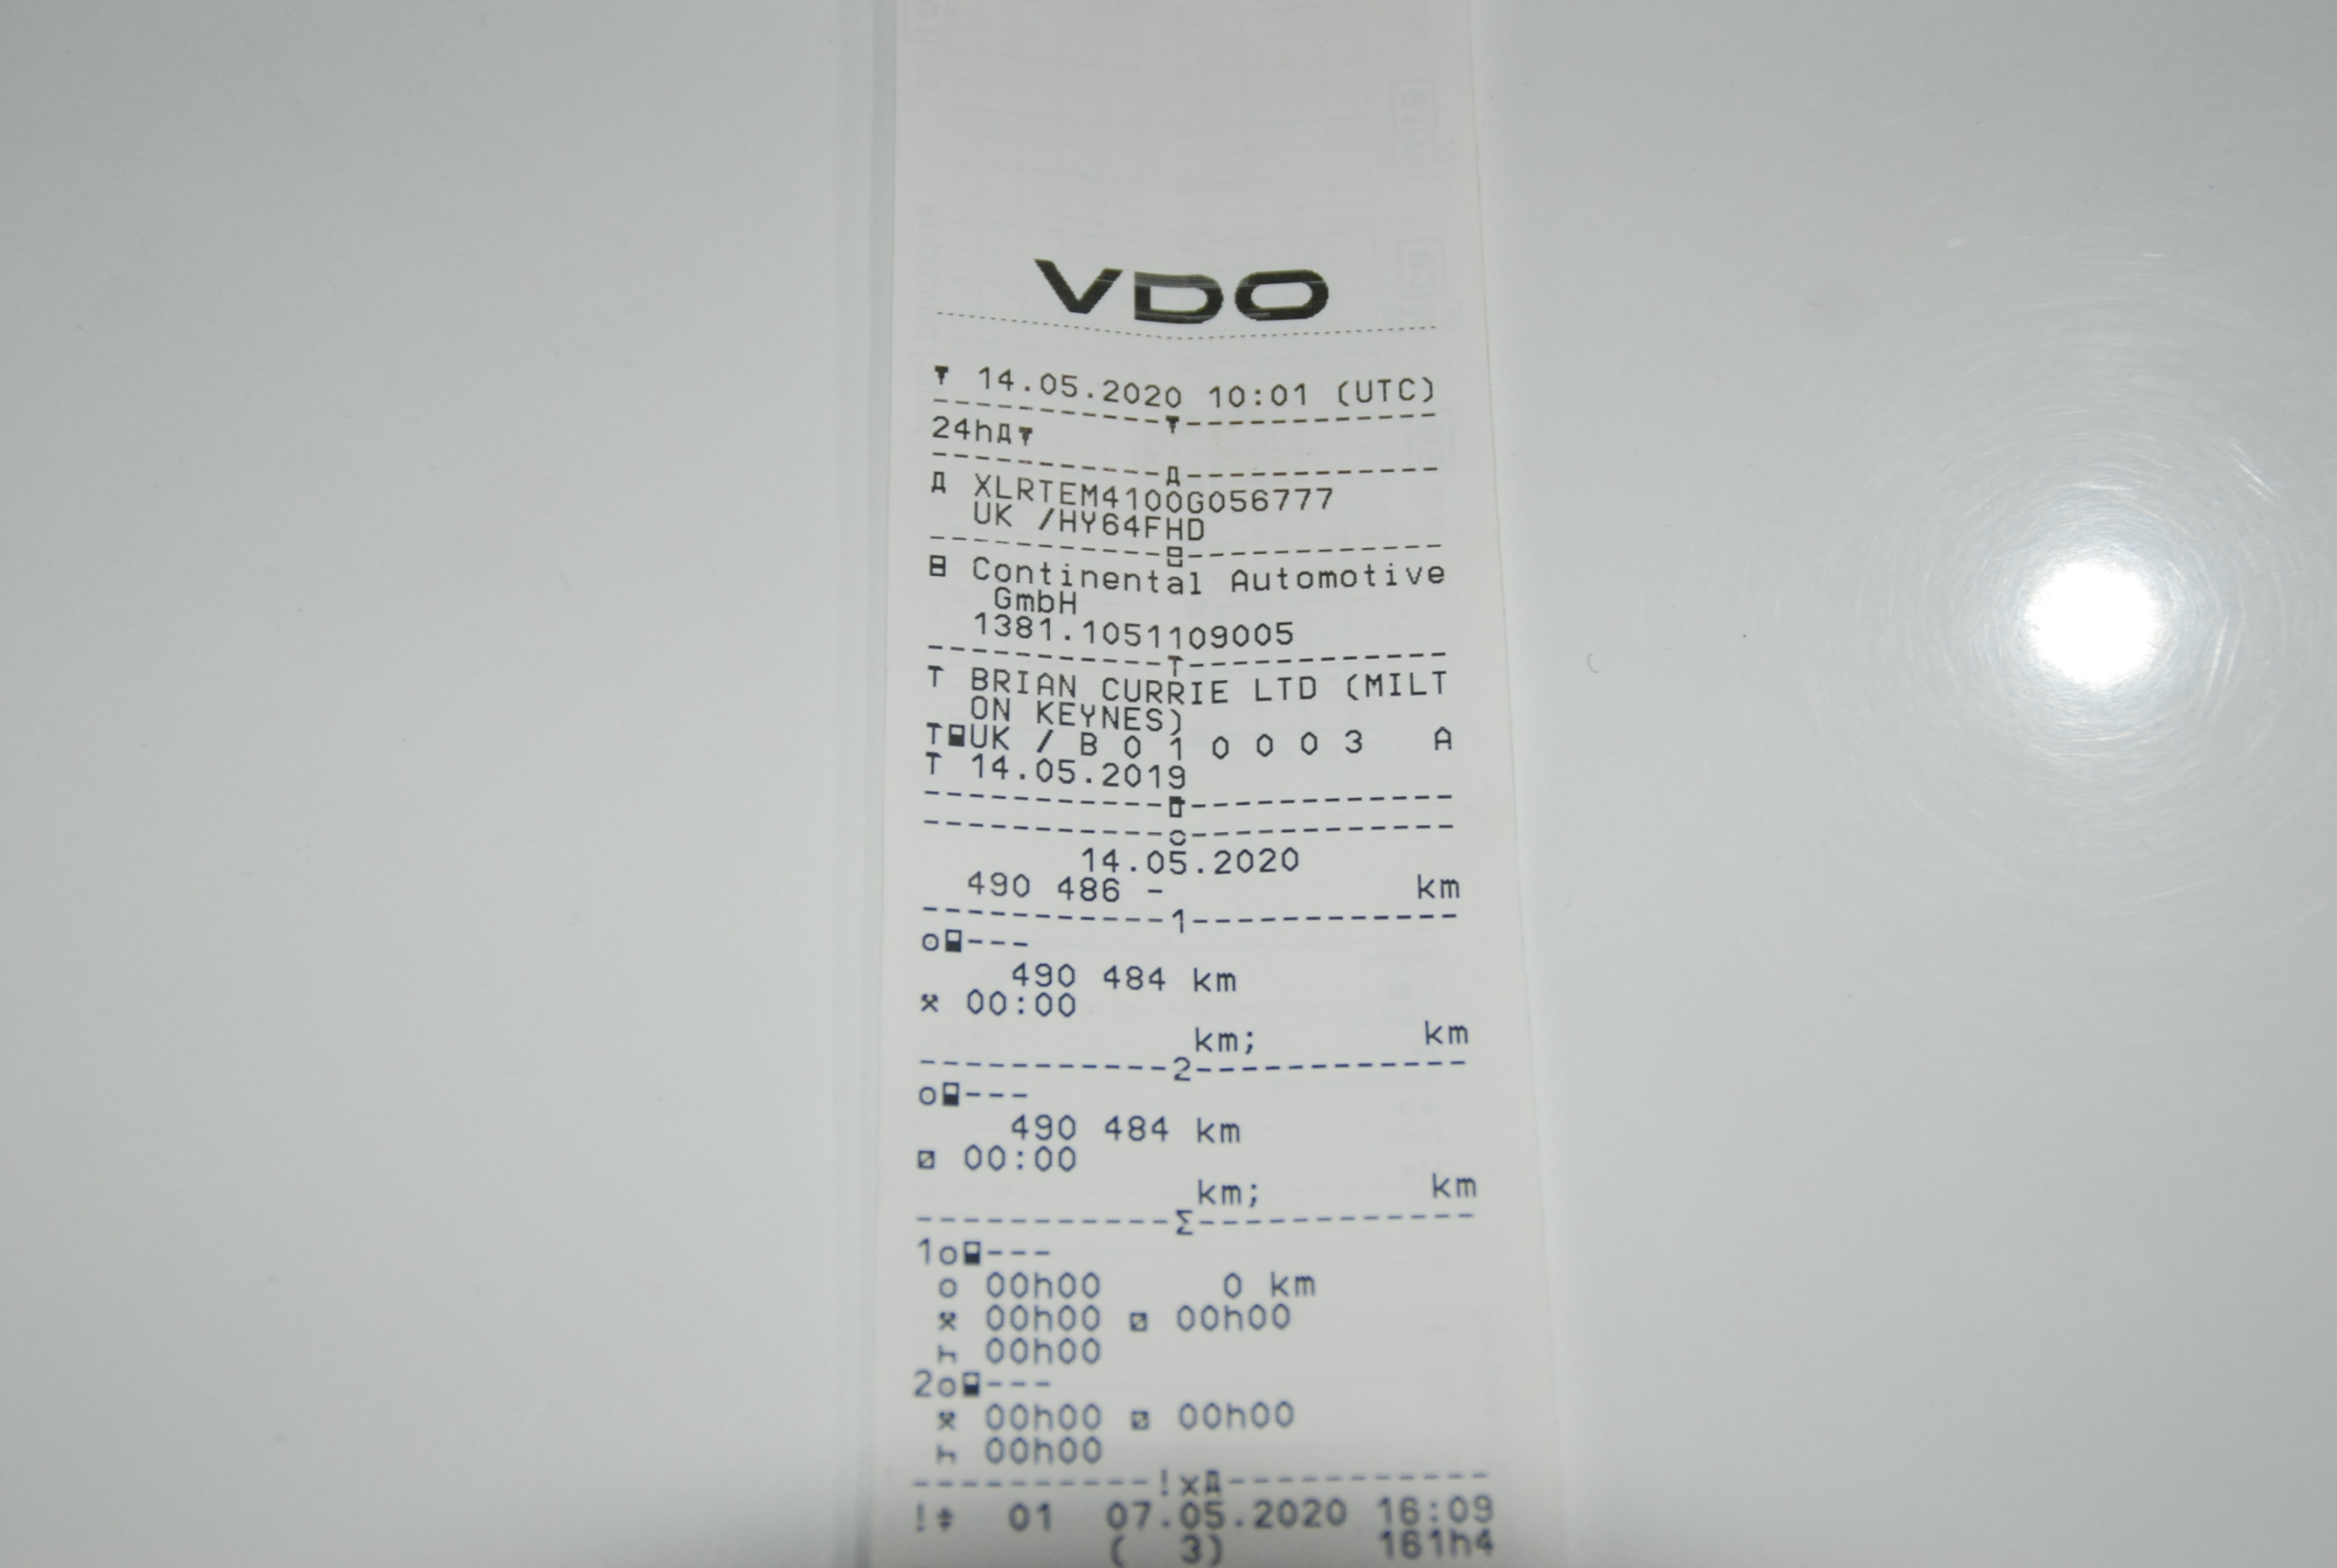 VDO
▼ 14.05.2020 10:01 (UTC)
-----------▼------------
24hA▼
-----------A------------
A XLRTEM4100G056777
UK /HY64FHD
Continental Automotive
GmbH
1381.1051109005
-----------T------------
T BRIAN CURRIE LTD (MILT
ON KEYNES)
T UK / B 0 1 0 0 0 3 A
T 14.05.2019
14.05.2020
490 486 - km
-----------1------------
o ---
490 484 km
00:00
km; km
-----------2------------
o ---
490 484 km
00:00
km; km
-----------Σ------------
1o ---
o 00h00 0 km
00h00 00h00
h 00h00
2o ---
00h00 00h00
h 00h00
----------!xA-----------
! 01 07.05.2020 16:09
( 3) 161h4